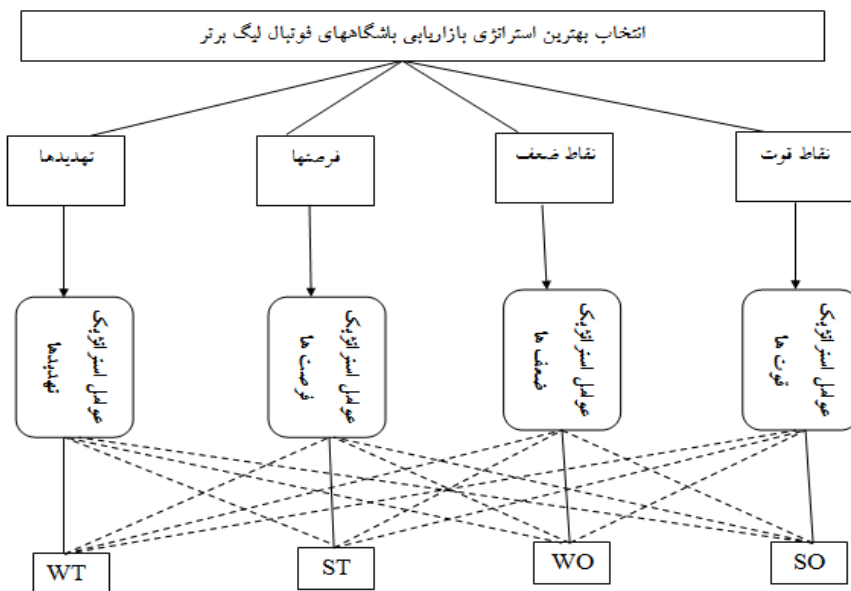 انتخاب بهترین استراتژی بازاریابی باشگاههای فوتبال لیگ برتر
نقاط قوت
نقاط ضعف
فرصتها
تهدیدها
عوامل استراتژیک
قوت ها
عوامل استراتژیک
ضعف ها
عوامل استراتژیک
فرصت ها
عوامل استراتژیک
تهدیدها
SO
WO
ST
WT